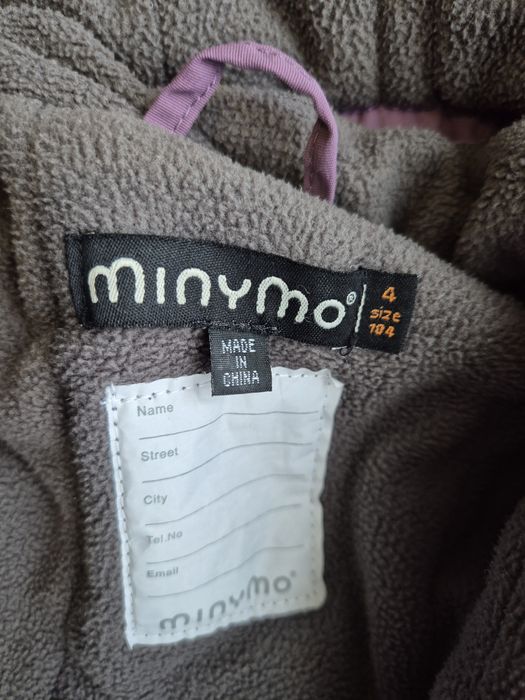 minymo®
4
size
104
MADE
IN
CHINA
Name
Street
City
Tel.No
Email
minymo®